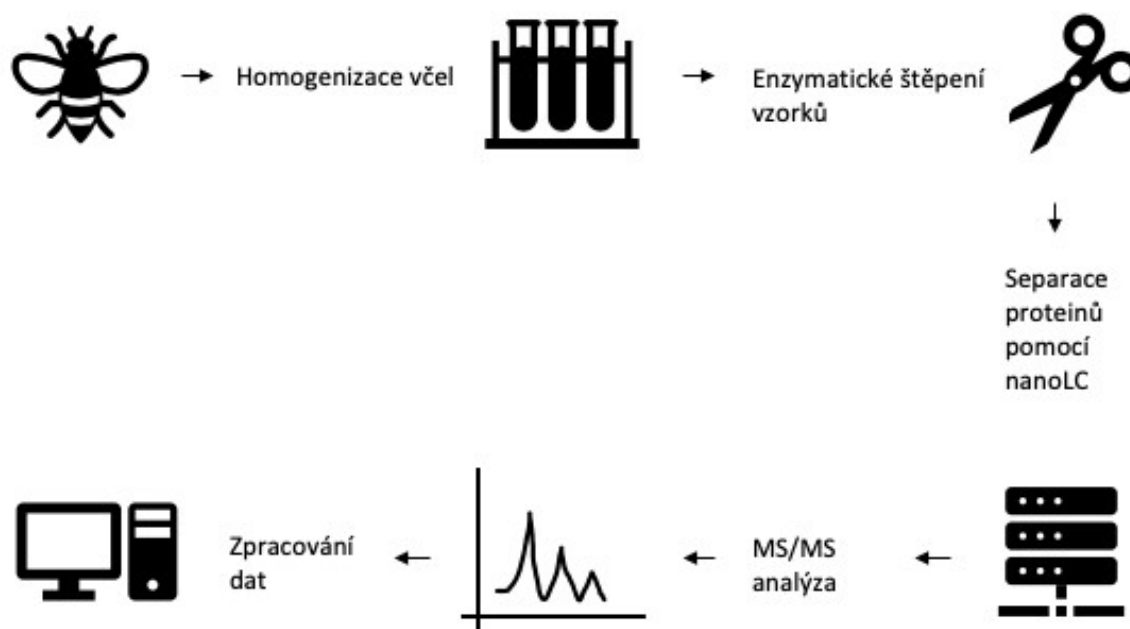 Homogenizace včel
Enzymatické štěpení
vzorků
Separace
proteinů
pomocí
nanoLC
MS/MS
analýza
Zpracování
dat